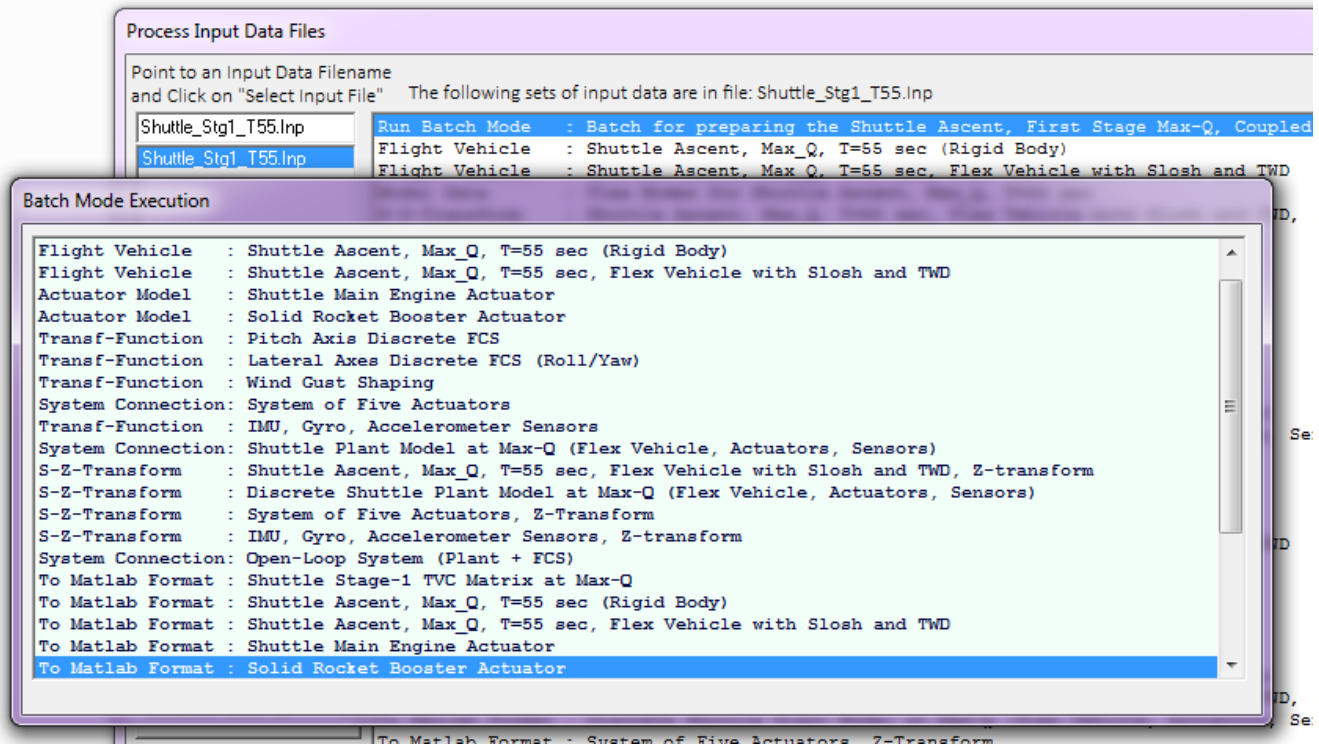 Process Input Data Files
Point to an Input Data Filename
and Click on "Select Input File" The following sets of input data are in file: Shuttle_Stg1_T55.Inp
Shuttle_Stg1_T55.Inp
Shuttle_Stg1_T55.Inp
Run Batch Mode : Batch for preparing the Shuttle Ascent, First Stage Max-Q, Coupled
Flight Vehicle : Shuttle Ascent, Max_Q, T=55 sec (Rigid Body)
Flight Vehicle : Shuttle Ascent, Max_Q, T=55 sec, Flex Vehicle with Slosh and TWD
Batch Mode Execution
Flight Vehicle : Shuttle Ascent, Max_Q, T=55 sec (Rigid Body)
Flight Vehicle : Shuttle Ascent, Max_Q, T=55 sec, Flex Vehicle with Slosh and TWD
Actuator Model : Shuttle Main Engine Actuator
Actuator Model : Solid Rocket Booster Actuator
Transf-Function : Pitch Axis Discrete FCS
Transf-Function : Lateral Axes Discrete FCS (Roll/Yaw)
Transf-Function : Wind Gust Shaping
System Connection: System of Five Actuators
Transf-Function : IMU, Gyro, Accelerometer Sensors
System Connection: Shuttle Plant Model at Max-Q (Flex Vehicle, Actuators, Sensors)
S-Z-Transform : Shuttle Ascent, Max_Q, T=55 sec, Flex Vehicle with Slosh and TWD, Z-transform
S-Z-Transform : Discrete Shuttle Plant Model at Max-Q (Flex Vehicle, Actuators, Sensors)
S-Z-Transform : System of Five Actuators, Z-Transform
S-Z-Transform : IMU, Gyro, Accelerometer Sensors, Z-transform
System Connection: Open-Loop System (Plant + FCS)
To Matlab Format : Shuttle Stage-1 TVC Matrix at Max-Q
To Matlab Format : Shuttle Ascent, Max_Q, T=55 sec (Rigid Body)
To Matlab Format : Shuttle Ascent, Max_Q, T=55 sec, Flex Vehicle with Slosh and TWD
To Matlab Format : Shuttle Main Engine Actuator
To Matlab Format : Solid Rocket Booster Actuator
To Matlab Format : System of Five Actuators, Z-Transform